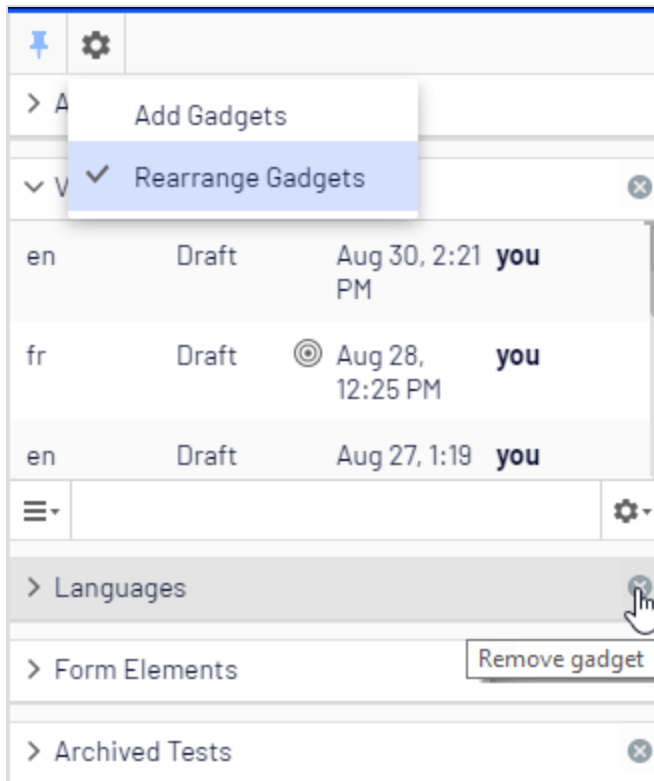 A
Add Gadgets
V
Rearrange Gadgets
en Draft Aug 30, 2:21 you
PM
fr Draft Aug 28, you
12:25 PM
en Draft Aug 27, 1:19 you
Languages
Remove gadget
Form Elements
Archived Tests